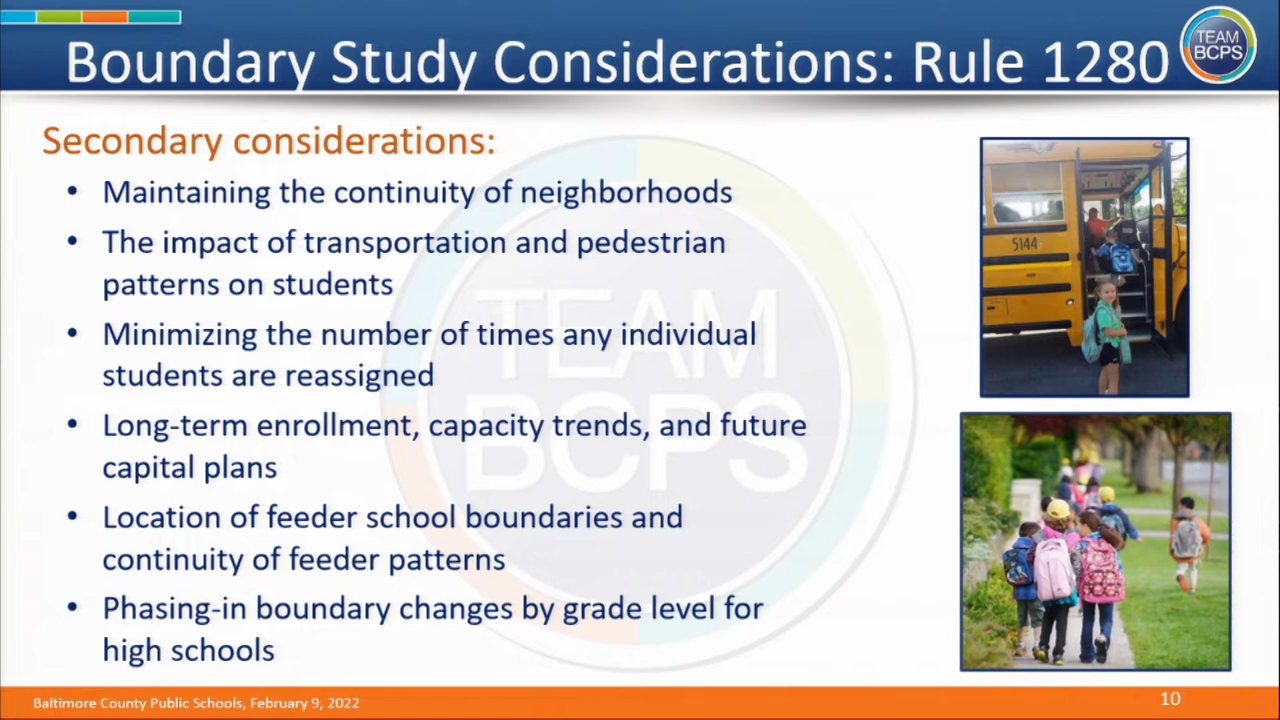 Boundary Study Considerations: Rule 1280
TEAM
BCPS
Secondary considerations:
• Maintaining the continuity of neighborhoods
• The impact of transportation and pedestrian
patterns on students
• Minimizing the number of times any individual
students are reassigned
• Long-term enrollment, capacity trends, and future
capital plans
• Location of feeder school boundaries and
continuity of feeder patterns
• Phasing-in boundary changes by grade level for
high schools
TEAM
BCPS
5144
Baltimore County Public Schools, February 9, 2022
10